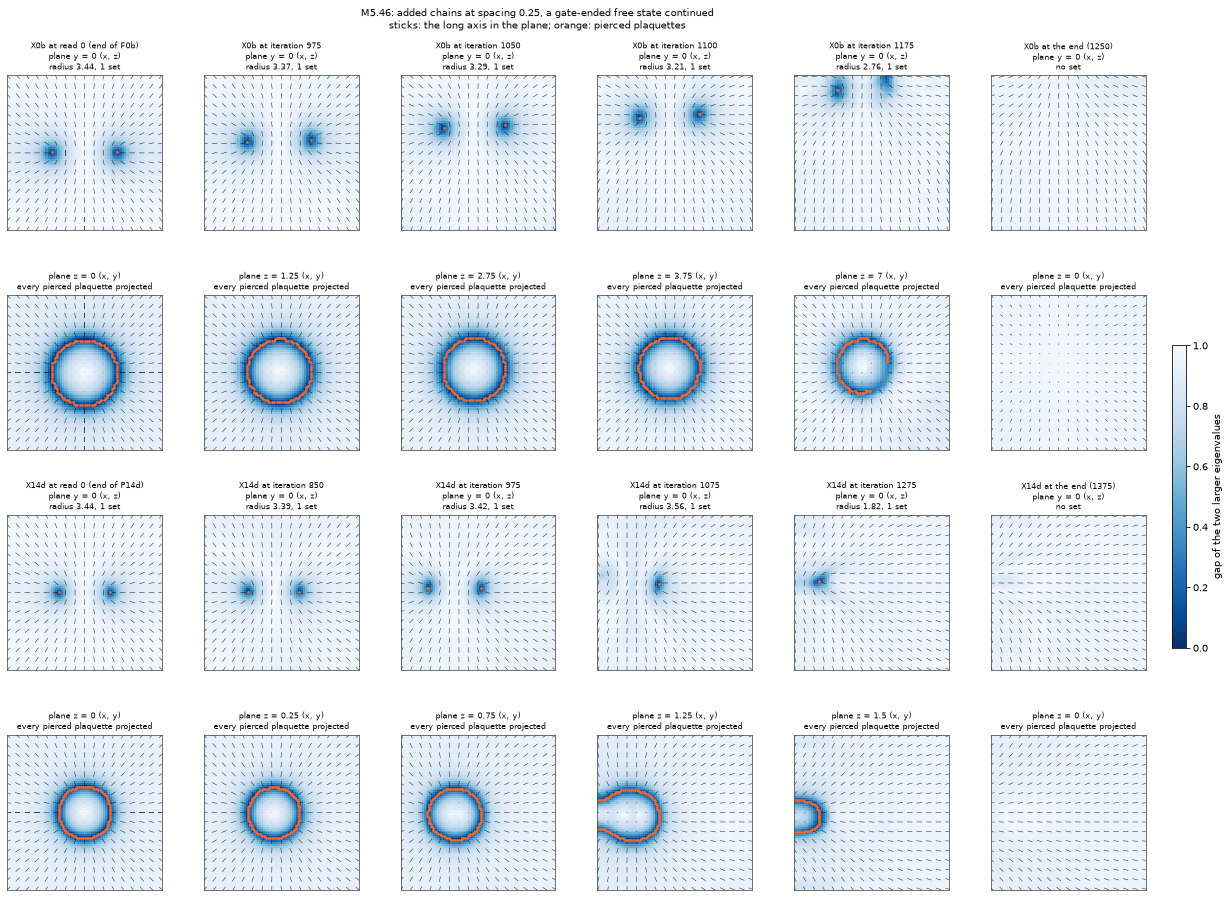 M5.46: added chains at spacing 0.25, a gate-ended free state continued
sticks: the long axis in the plane; orange: pierced plaquettes
X0b at read 0 (end of F0b)
plane y = 0 (x, z)
radius 3.44, 1 set
X0b at iteration 975
plane y = 0 (x, z)
radius 3.37, 1 set
X0b at iteration 1050
plane y = 0 (x, z)
radius 3.29, 1 set
X0b at iteration 1100
plane y = 0 (x, z)
radius 3.21, 1 set
X0b at iteration 1175
plane y = 0 (x, z)
radius 2.76, 1 set
X0b at the end (1250)
plane y = 0 (x, z)
no set
plane z = 0 (x, y)
every pierced plaquette projected
plane z = 1.25 (x, y)
every pierced plaquette projected
plane z = 2.75 (x, y)
every pierced plaquette projected
plane z = 3.75 (x, y)
every pierced plaquette projected
plane z = 7 (x, y)
every pierced plaquette projected
plane z = 0 (x, y)
every pierced plaquette projected
X14d at read 0 (end of P14d)
plane y = 0 (x, z)
radius 3.44, 1 set
X14d at iteration 850
plane y = 0 (x, z)
radius 3.39, 1 set
X14d at iteration 975
plane y = 0 (x, z)
radius 3.42, 1 set
X14d at iteration 1075
plane y = 0 (x, z)
radius 3.56, 1 set
X14d at iteration 1275
plane y = 0 (x, z)
radius 1.82, 1 set
X14d at the end (1375)
plane y = 0 (x, z)
no set
plane z = 0 (x, y)
every pierced plaquette projected
plane z = 0.25 (x, y)
every pierced plaquette projected
plane z = 0.75 (x, y)
every pierced plaquette projected
plane z = 1.25 (x, y)
every pierced plaquette projected
plane z = 1.5 (x, y)
every pierced plaquette projected
plane z = 0 (x, y)
every pierced plaquette projected
1.0
0.8
0.6
0.4
0.2
0.0
gap of the two larger eigenvalues